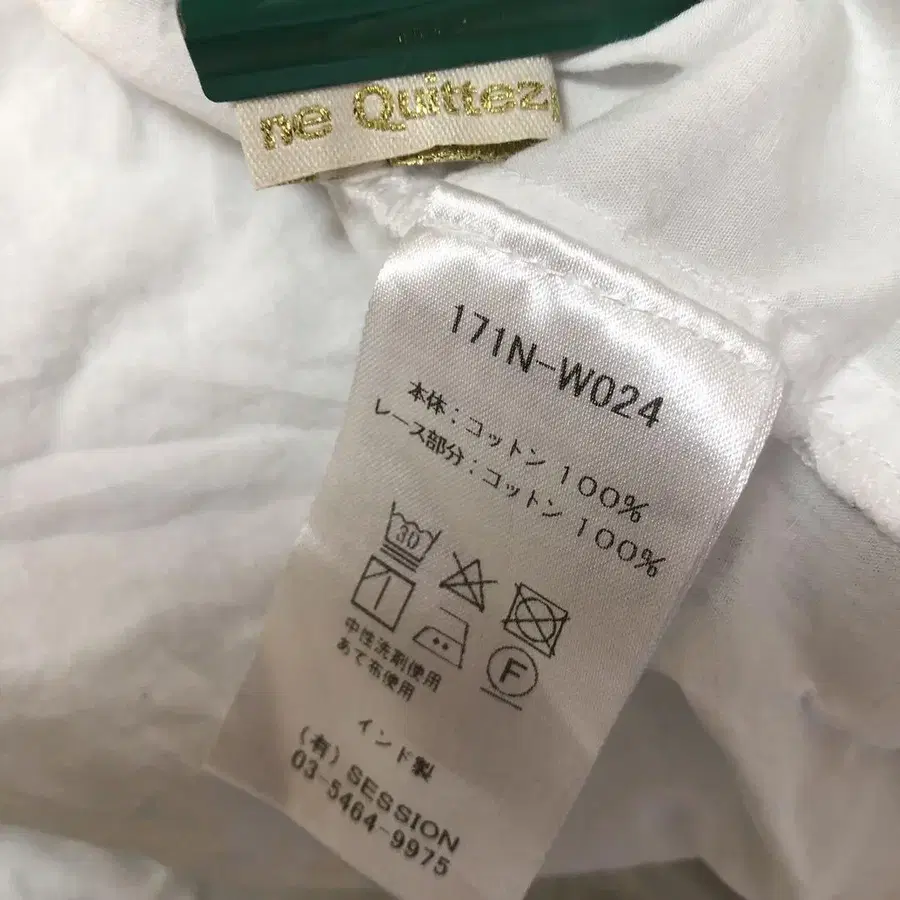 ne Quittez
171N-W024
本体:コットン 100%
レース部分:コットン 100%
30
F
中性洗剤使用
あて布使用
インド製
(有) SESSION
03-5464-9975